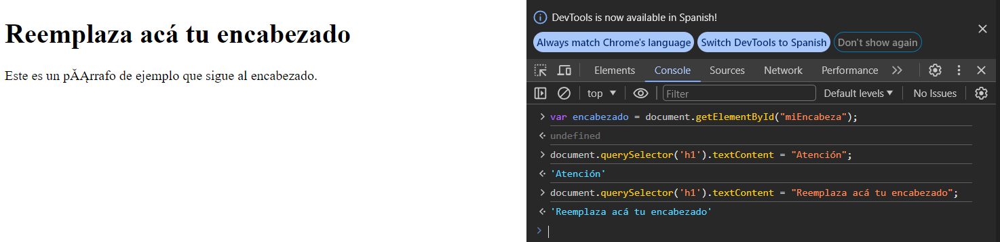 Reemplaza acá tu encabezado
Este es un pĂĄrrafo de ejemplo que sigue al encabezado.
DevTools is now available in Spanish!
Always match Chrome's language
Switch DevTools to Spanish
Don't show again
Elements
Console
Sources
Network
Performance
top
Filter
Default levels
No Issues
var encabezado = document.getElementById("miEncabeza");
undefined
document.querySelector('h1').textContent = "Atención";
'Atención'
document.querySelector('h1').textContent = "Reemplaza acá tu encabezado";
'Reemplaza acá tu encabezado'